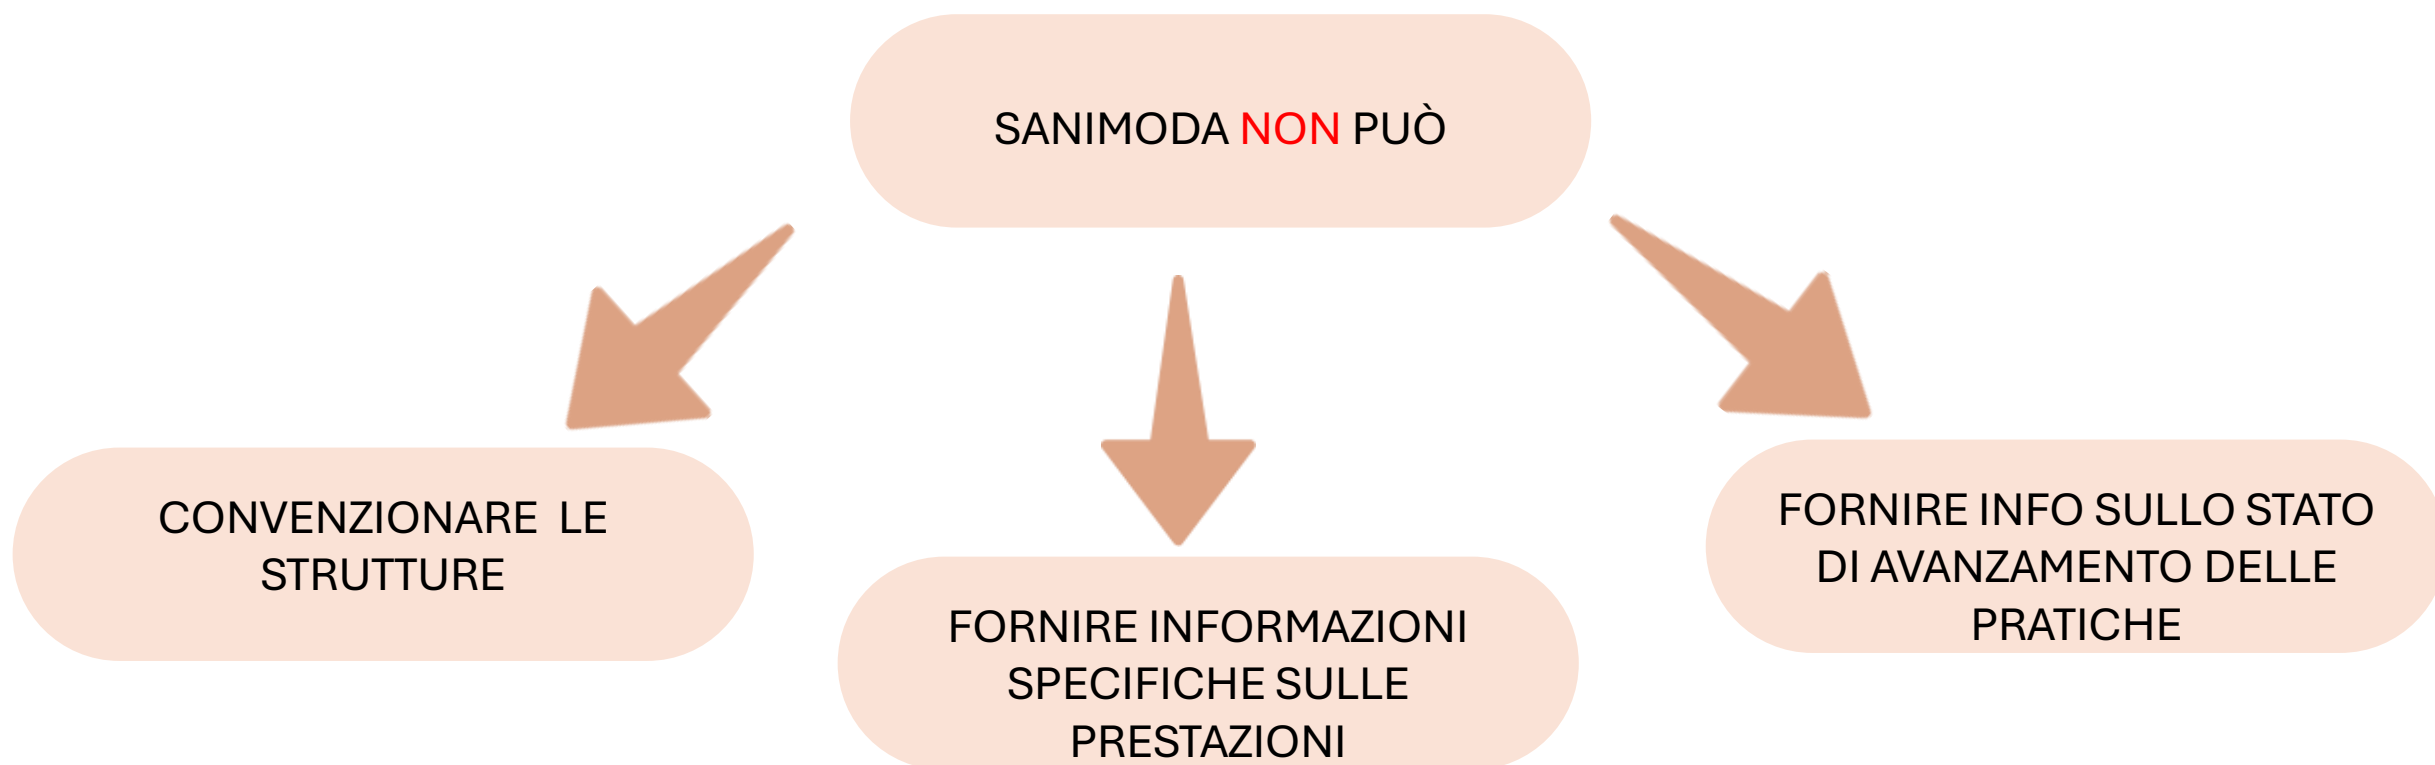 SANIMODA NON PUÒ
CONVENZIONARE LE
STRUTTURE
FORNIRE INFORMAZIONI
SPECIFICHE SULLE
PRESTAZIONI
FORNIRE INFO SULLO STATO
DI AVANZAMENTO DELLE
PRATICHE